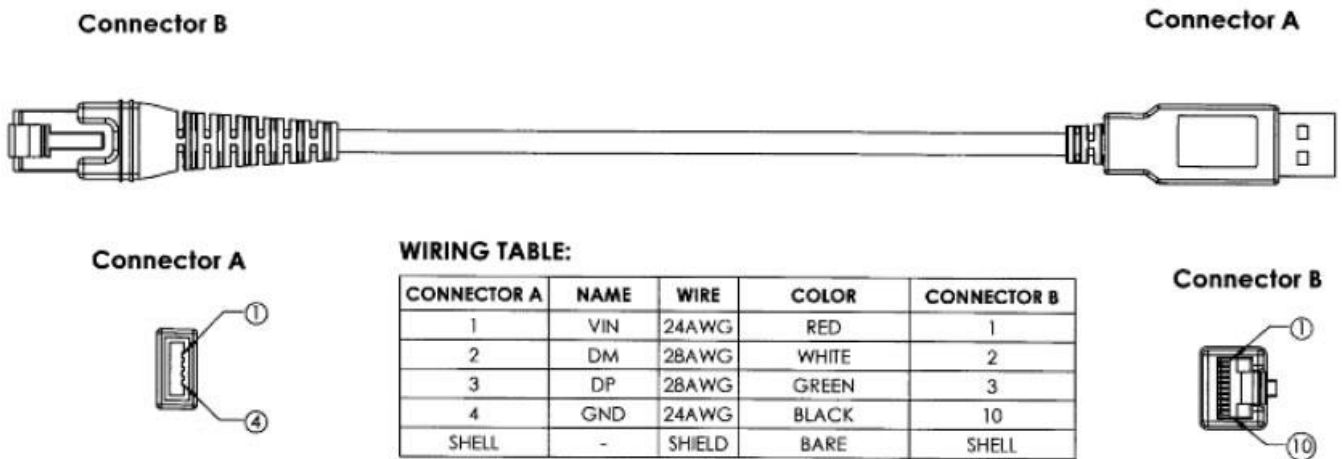 Connector B
Connector A
Connector A
WIRING TABLE:
Connector B
CONNECTOR A NAME WIRE COLOR CONNECTOR B
1 VIN 24AWG RED 1
2 DM 28AWG WHITE 2
3 DP 28AWG GREEN 3
4 GND 24AWG BLACK 10
SHELL - SHIELD BARE SHELL
1
4
1
10